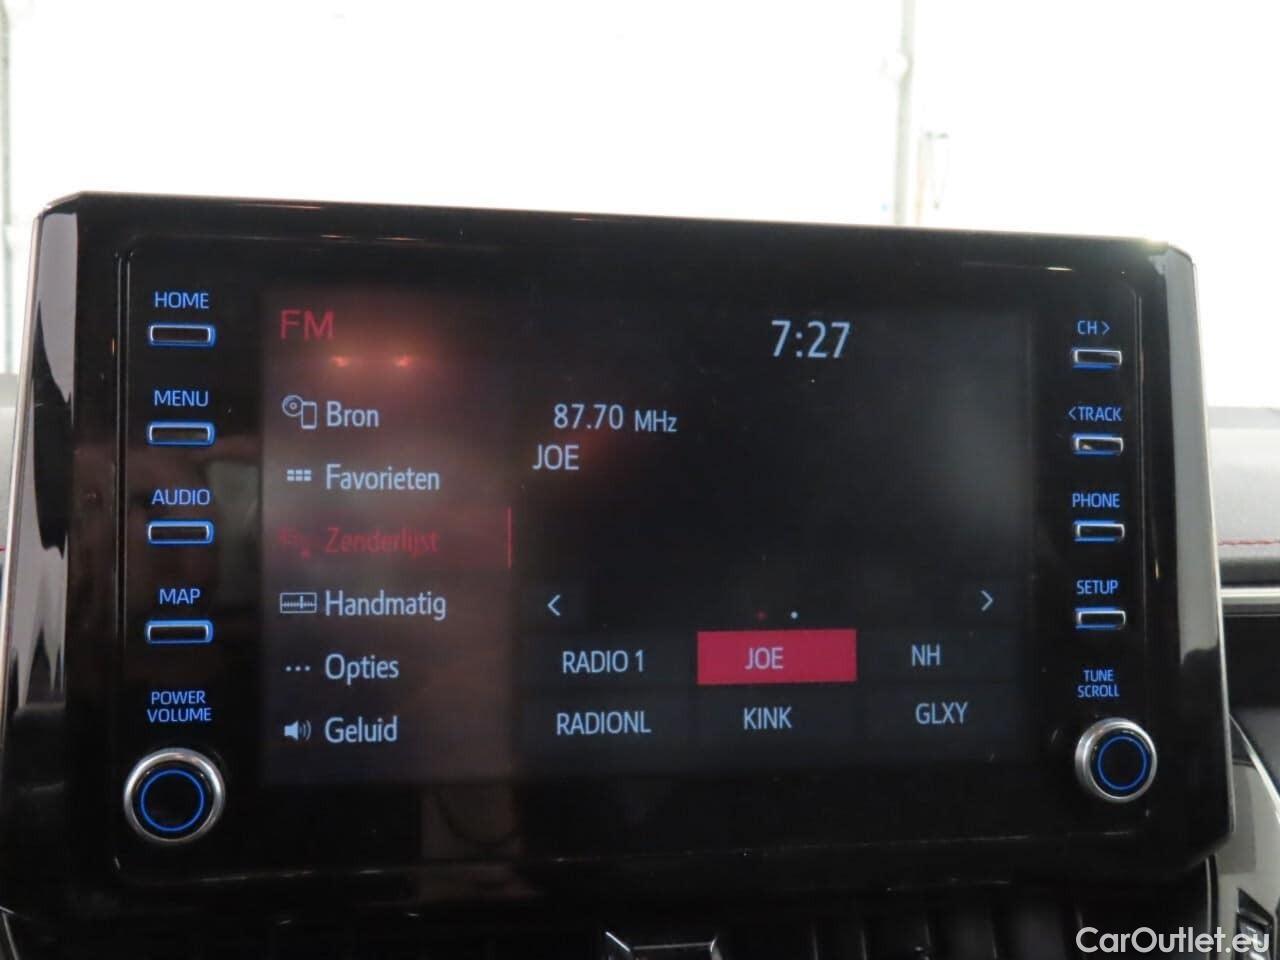 HOME
MENU
AUDIO
MAP
POWER
VOLUME
FM
7:27
Bron
Favorieten
Zenderlijst
Handmatig
Opties
Geluid
87.70 MHz
JOE
< >
RADIO 1 JOE NH
RADIONL KINK GLXY
CH >
< TRACK
PHONE
SETUP
TUNE
SCROLL
CarOutlet.eu